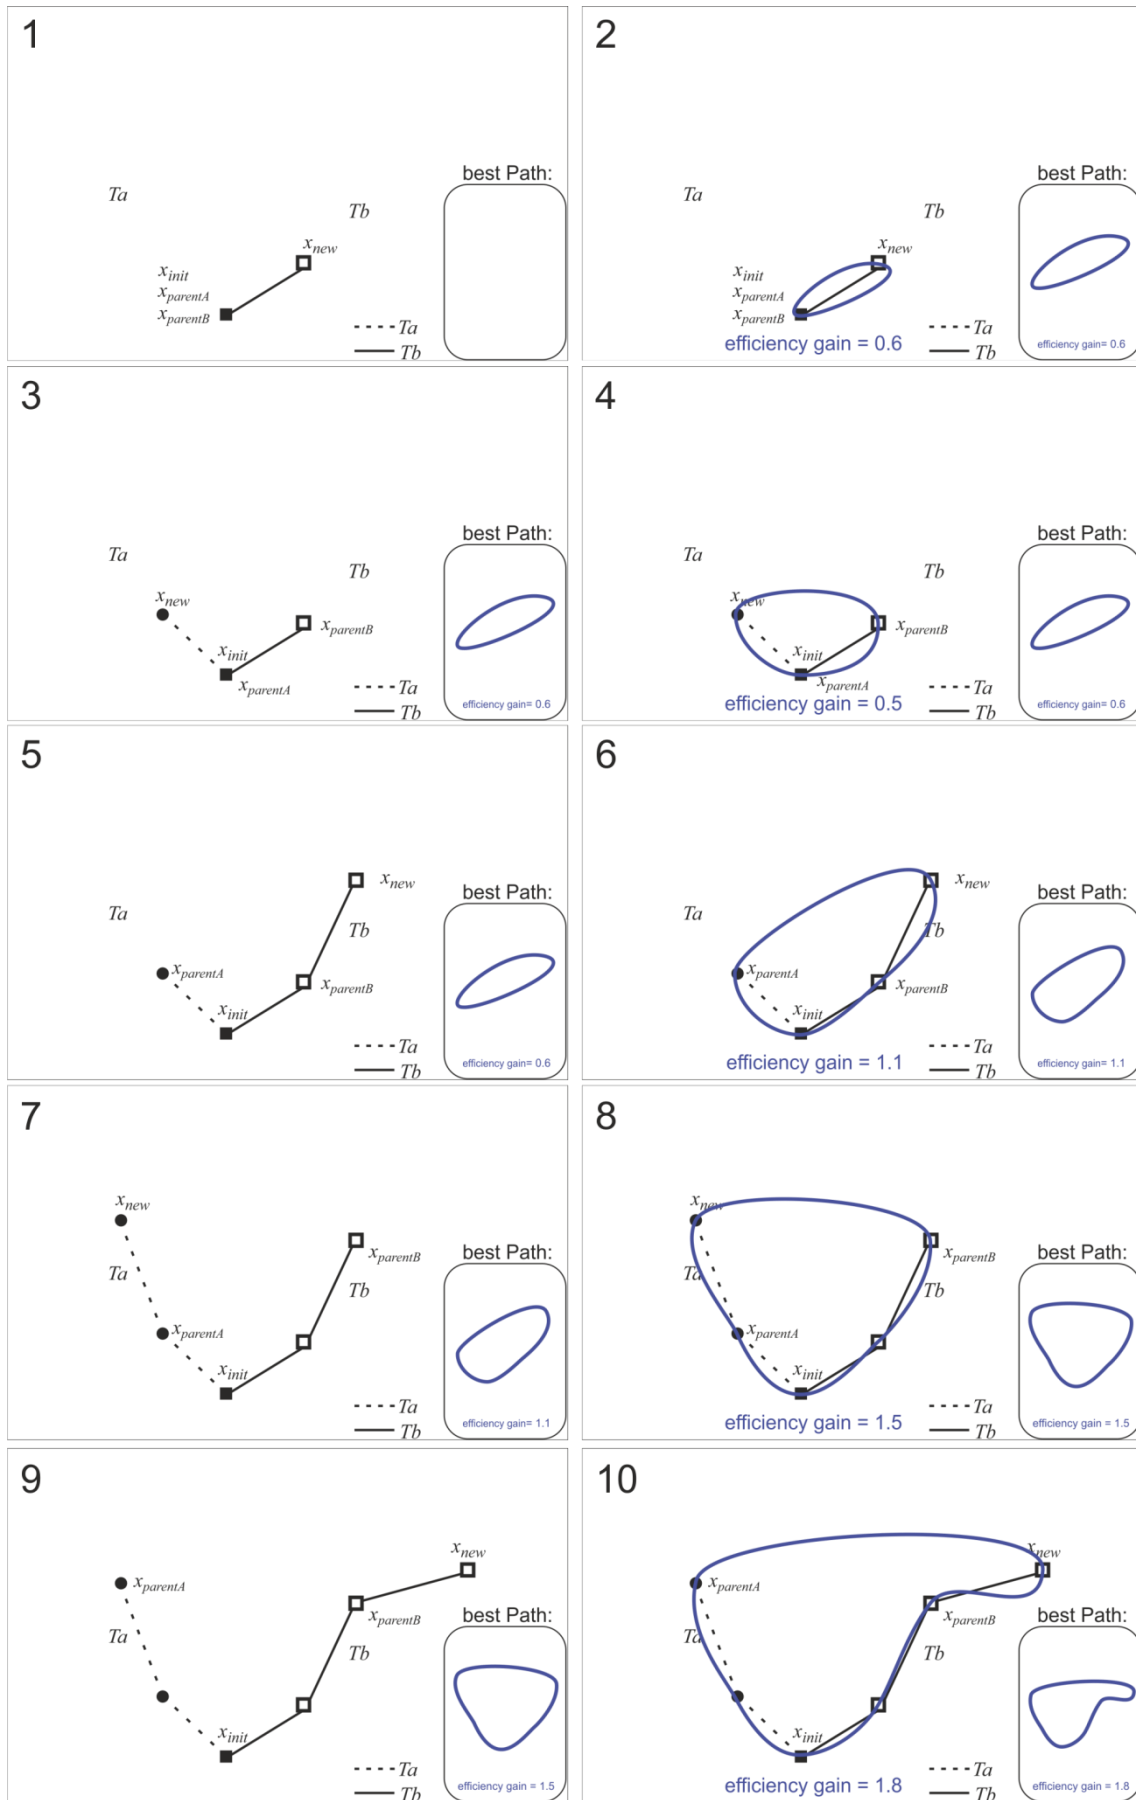 1
best Path:
Ta
Tb
x_new
x_init
x_parentA
x_parentB
Ta
Tb
2
best Path:
Ta
Tb
x_new
x_init
x_parentA
x_parentB
Ta
efficiency gain = 0.6
Tb
efficiency gain= 0.6
3
best Path:
Ta
Tb
x_new
x_parentB
x_init
x_parentA
Ta
Tb
efficiency gain= 0.6
4
best Path:
Ta
Tb
x_new
x_parentB
x_init
x_parentA
Ta
efficiency gain = 0.5
Tb
efficiency gain= 0.6
5
x_new
best Path:
Ta
Tb
x_parentA
x_parentB
x_init
Ta
Tb
efficiency gain= 0.6
6
x_new
best Path:
Ta
Tb
x_parentA
x_parentB
x_init
Ta
efficiency gain = 1.1
Tb
efficiency gain= 1.1
7
x_new
x_parentB
best Path:
Ta
Tb
x_parentA
x_init
Ta
Tb
efficiency gain= 1.1
8
x_new
x_parentB
best Path:
Ta
Tb
x_parentA
x_init
Ta
efficiency gain = 1.5
Tb
efficiency gain = 1.5
9
x_new
x_parentA
x_parentB
best Path:
Ta
Tb
x_init
Ta
Tb
efficiency gain = 1.5
10
x_new
x_parentA
x_parentB
best Path:
Ta
Tb
x_init
Ta
efficiency gain = 1.8
Tb
efficiency gain = 1.8